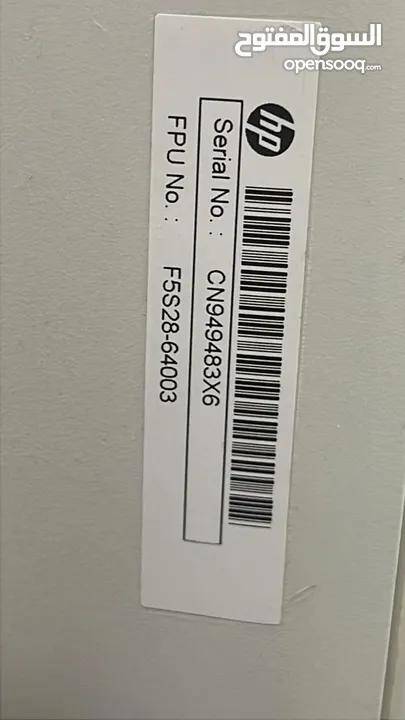 السوق المفتوح
opensooq.com
hp
Serial No. : CN949483X6
FPU No. : F5S28-64003